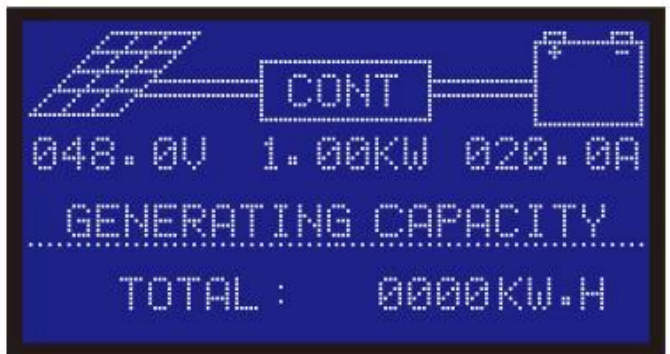 CONT
+ -
048.0V 1.00KW 020.0A
GENERATING CAPACITY
TOTAL: 0000KW.H